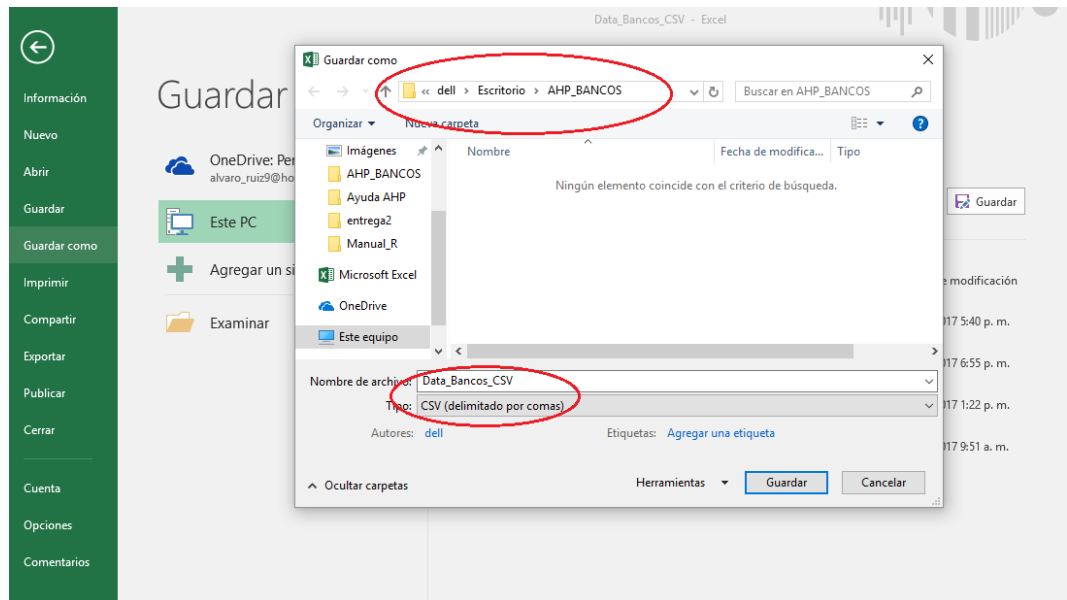 Data_Bancos_CSV - Excel
Información
Nuevo
Abrir
Guardar
Guardar como
Imprimir
Compartir
Exportar
Publicar
Cerrar
Cuenta
Opciones
Comentarios
Guardar
OneDrive: Per
alvaro_ruiz9@ho
Este PC
Agregar un si
Examinar
Guardar como
« dell > Escritorio > AHP_BANCOS
Buscar en AHP_BANCOS
Organizar
Nueva carpeta
Imágenes
AHP_BANCOS
Ayuda AHP
entrega2
Manual_R
Microsoft Excel
OneDrive
Este equipo
Nombre
Fecha de modifica...
Tipo
Ningún elemento coincide con el criterio de búsqueda.
Nombre de archivo: Data_Bancos_CSV
Tipo: CSV (delimitado por comas)
Autores: dell
Etiquetas: Agregar una etiqueta
Ocultar carpetas
Herramientas
Guardar
Cancelar
Guardar
e modificación
017 5:40 p. m.
017 6:55 p. m.
017 1:22 p. m.
017 9:51 a. m.